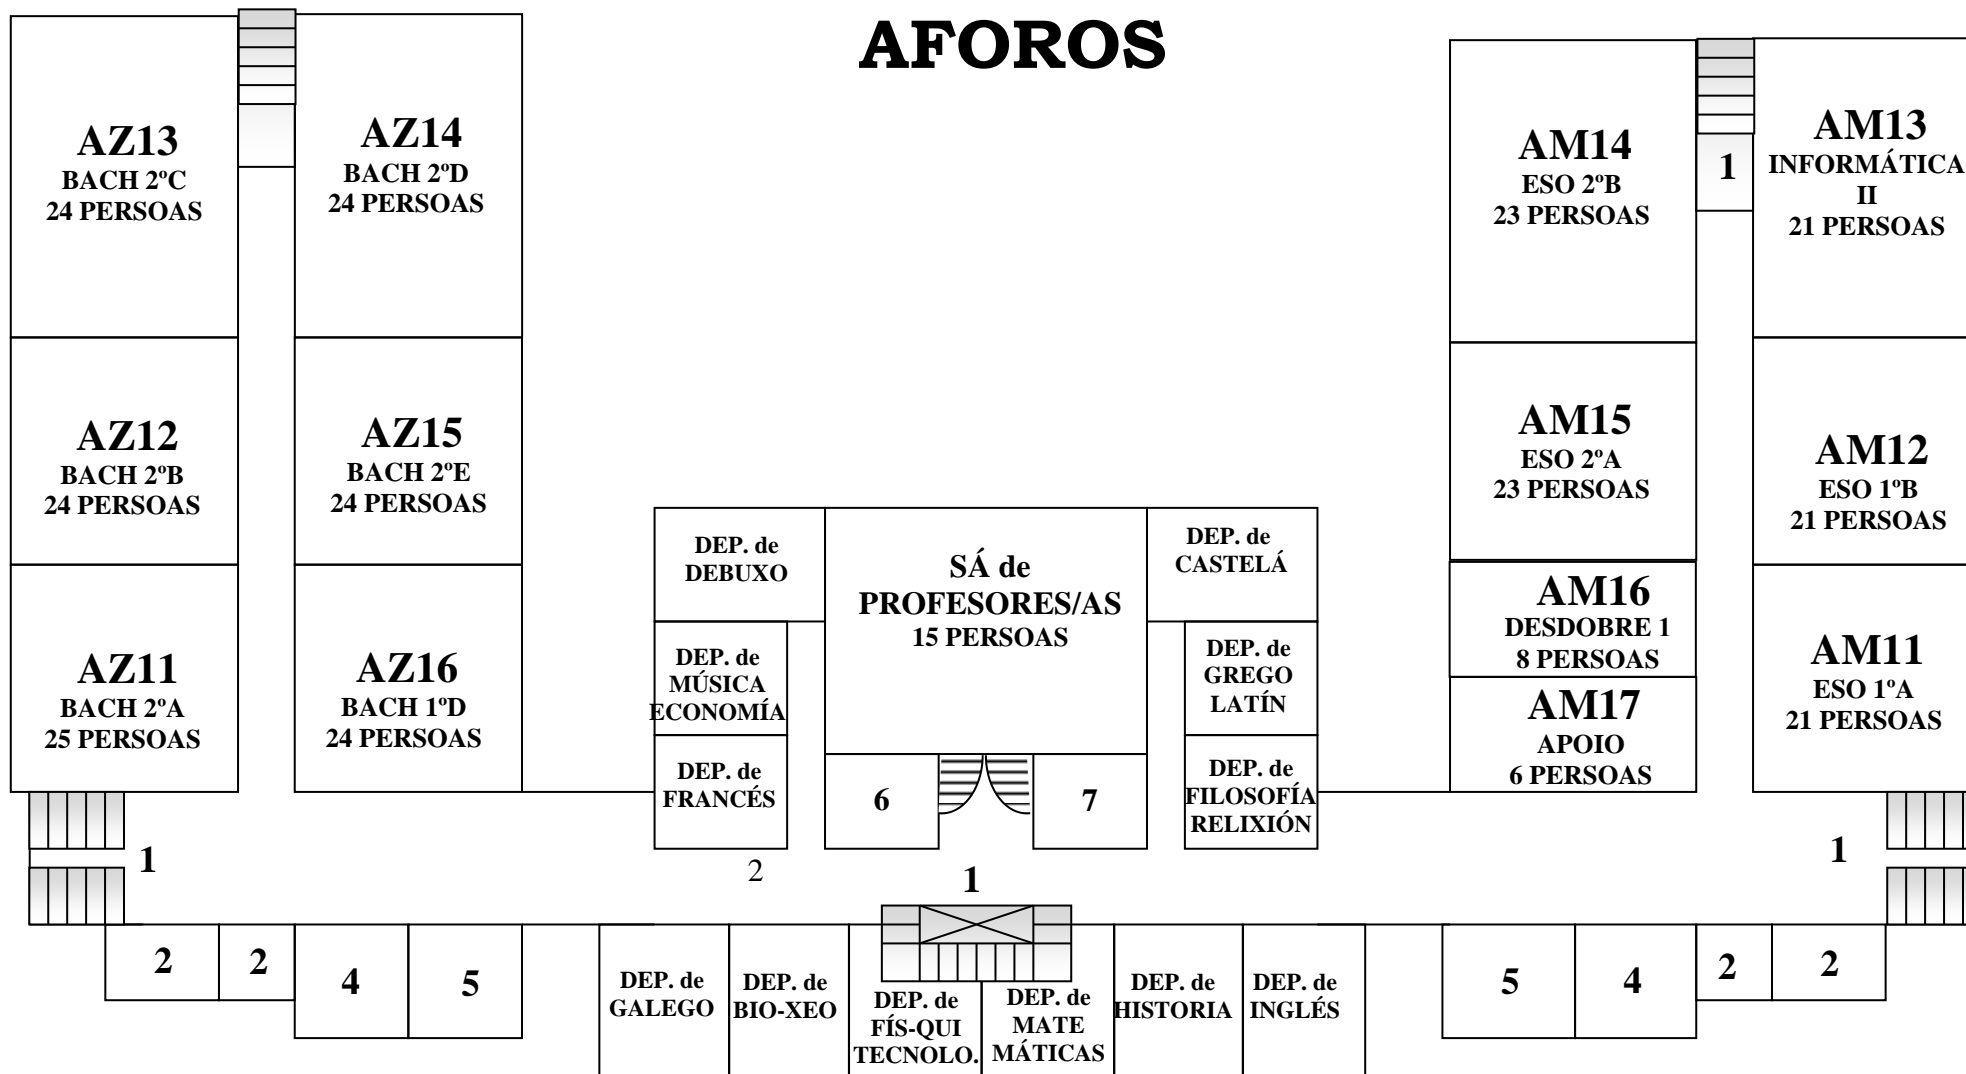 AFOROS
AZ13
BACH 2ºC
24 PERSOAS
AZ14
BACH 2ºD
24 PERSOAS
AM14
ESO 2ºB
23 PERSOAS
1
AM13
INFORMÁTICA
II
21 PERSOAS
AZ12
BACH 2ºB
24 PERSOAS
AZ15
BACH 2ºE
24 PERSOAS
AM15
ESO 2ºA
23 PERSOAS
AM12
ESO 1ºB
21 PERSOAS
DEP. de
DEBUXO
SÁ de
PROFESORES/AS
15 PERSOAS
DEP. de
CASTELÁ
AM16
DESDOBRE 1
8 PERSOAS
AZ11
BACH 2ºA
25 PERSOAS
AZ16
BACH 1ºD
24 PERSOAS
DEP. de
MÚSICA
ECONOMÍA
DEP. de
GREGO
LATÍN
AM17
APOIO
6 PERSOAS
AM11
ESO 1ºA
21 PERSOAS
DEP. de
FRANCÉS
6
7
DEP. de
FILOSOFÍA
RELIXIÓN
1
2
1
1
2
2
4
5
DEP. de
GALEGO
DEP. de
BIO-XEO
DEP. de
FÍS-QUI
TECNOLO.
DEP. de
MATE
MÁTICAS
DEP. de
HISTORIA
DEP. de
INGLÉS
5
4
2
2